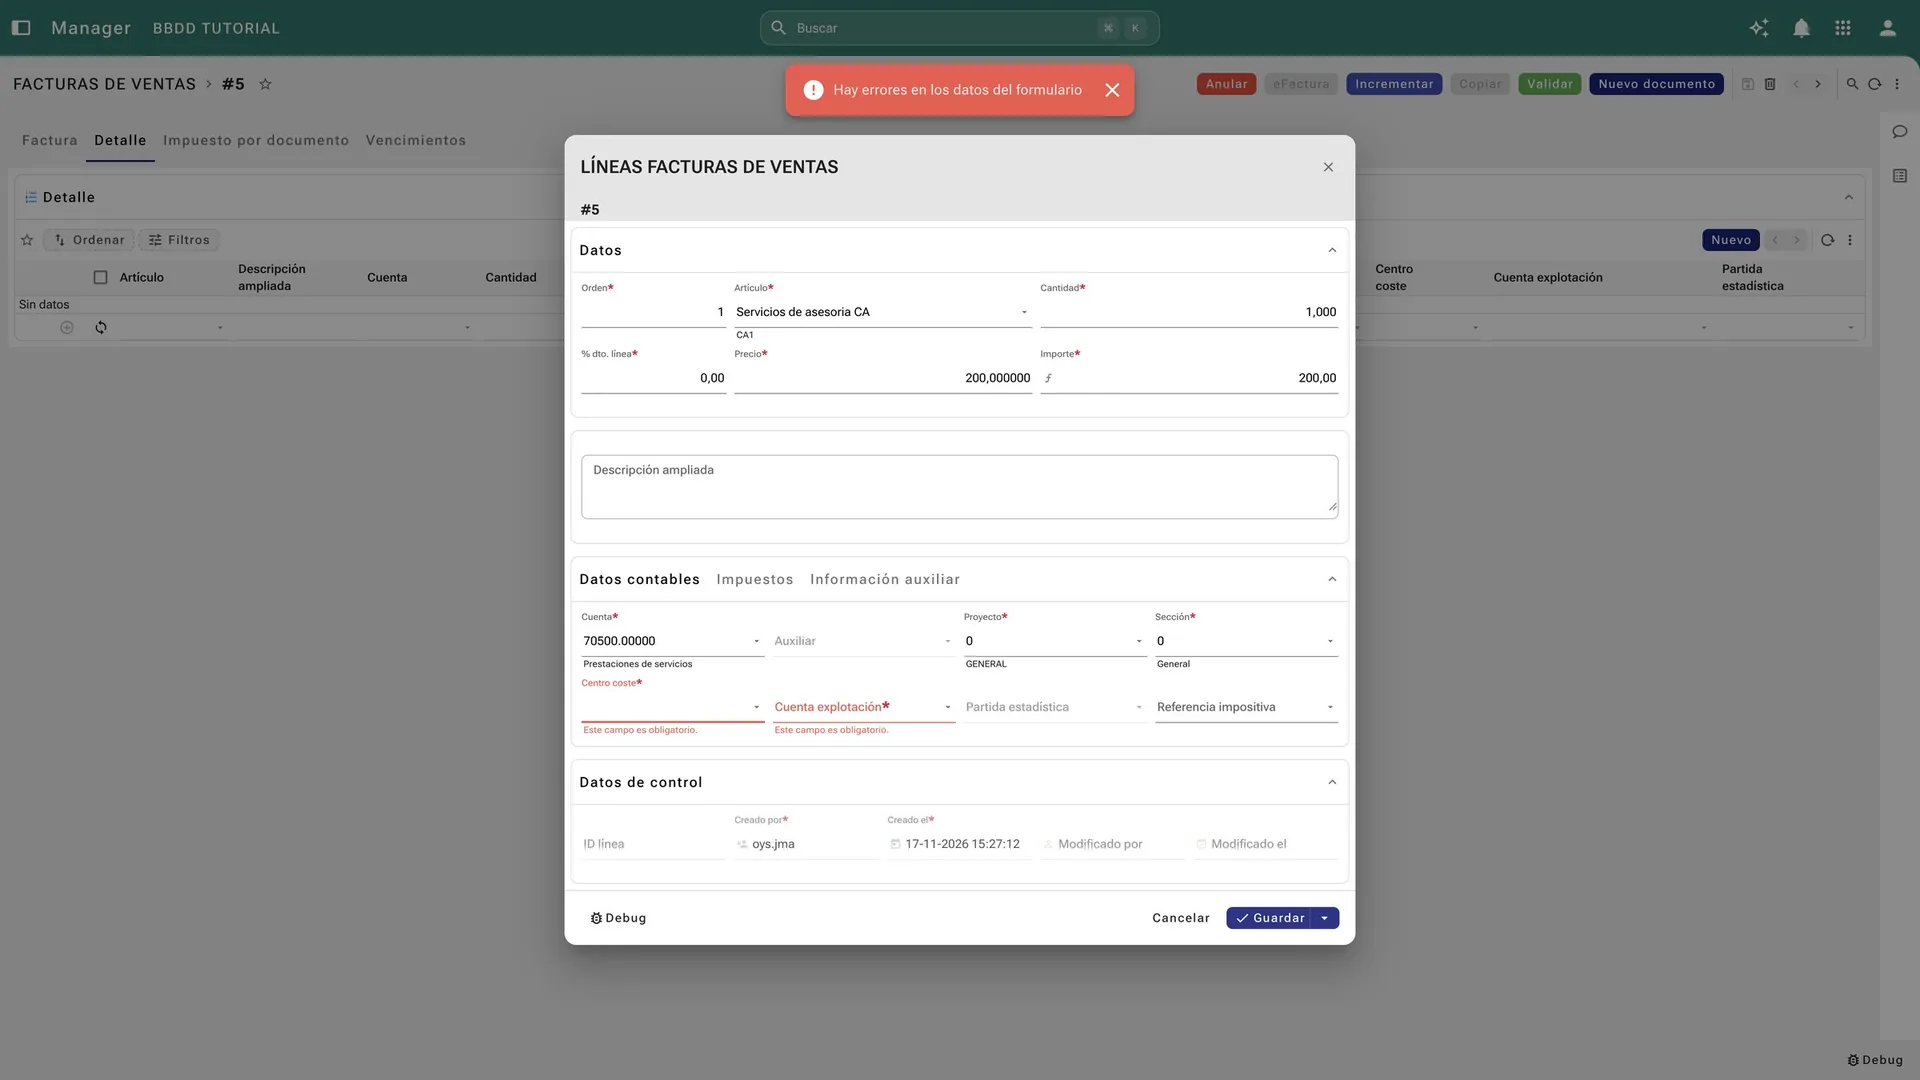 Manager BBDD TUTORIAL
Buscar ⌘ K
FACTURAS DE VENTAS > #5
Hay errores en los datos del formulario
Anular eFactura Incrementar Copiar Validar Nuevo documento
Factura Detalle Impuesto por documento Vencimientos
LÍNEAS FACTURAS DE VENTAS
#5
Detalle
Ordenar Filtros
Nuevo
Artículo Descripción ampliada Cuenta Cantidad
Centro coste Cuenta explotación Partida estadística
Sin datos
Datos
Orden* Artículo* Cantidad*
1 Servicios de asesoria CA 1,000
CA1
% dto. línea* Precio* Importe*
0,00 200,000000 ƒ 200,00
Descripción ampliada
Datos contables Impuestos Información auxiliar
Cuenta* Proyecto* Sección*
70500.00000 Auxiliar 0 0
Prestaciones de servicios GENERAL General
Centro coste*
Cuenta explotación* Partida estadística Referencia impositiva
Este campo es obligatorio. Este campo es obligatorio.
Datos de control
Creado por* Creado el*
ID línea oys.jma 17-11-2026 15:27:12 Modificado por Modificado el
Debug Cancelar Guardar
Debug